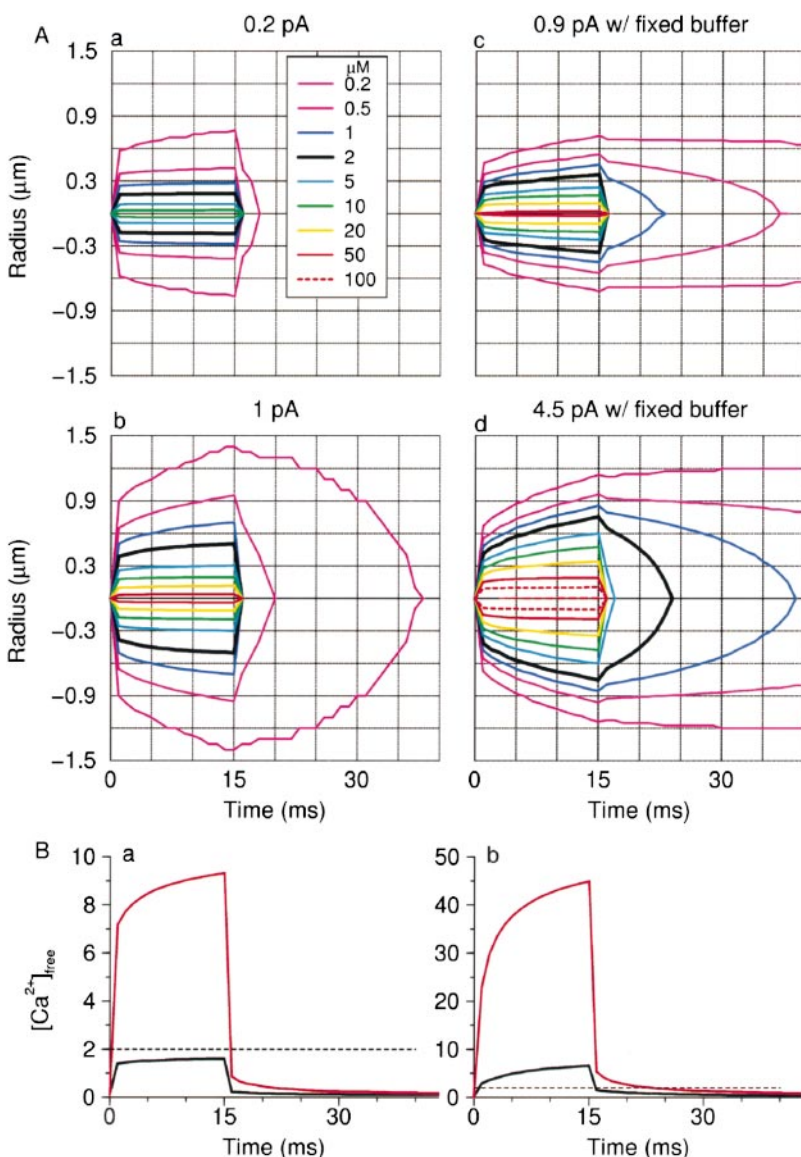 A
a
0.2 pA
c
0.9 pA w/ fixed buffer
μM
0.2
0.5
1
2
5
10
20
50
100
Radius (μm)
1.5
0.9
0.3
−0.3
−0.9
−1.5
b
1 pA
d
4.5 pA w/ fixed buffer
Radius (μm)
1.5
0.9
0.3
−0.3
−0.9
−1.5
0
15
30
Time (ms)
0
15
30
Time (ms)
B
a
[Ca²⁺]free
10
8
6
4
2
0
0
15
30
Time (ms)
b
50
40
30
20
10
0
0
15
30
Time (ms)